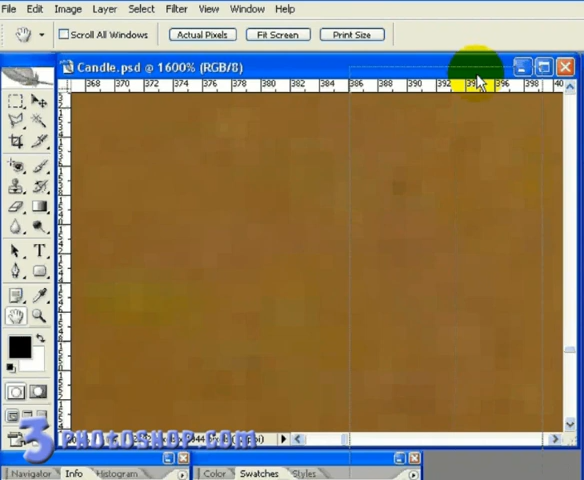 File Edit Image Layer Select Filter View Window Help
Scroll All Windows Actual Pixels Fit Screen Print Size
Candle.psd @ 1600% (RGB/8)
368 370 372 374 376 378 380 382 384 386 388 390 392 396 398
3PHOTOSHOP.COM
Navigator Info Histogram Color Swatches Styles